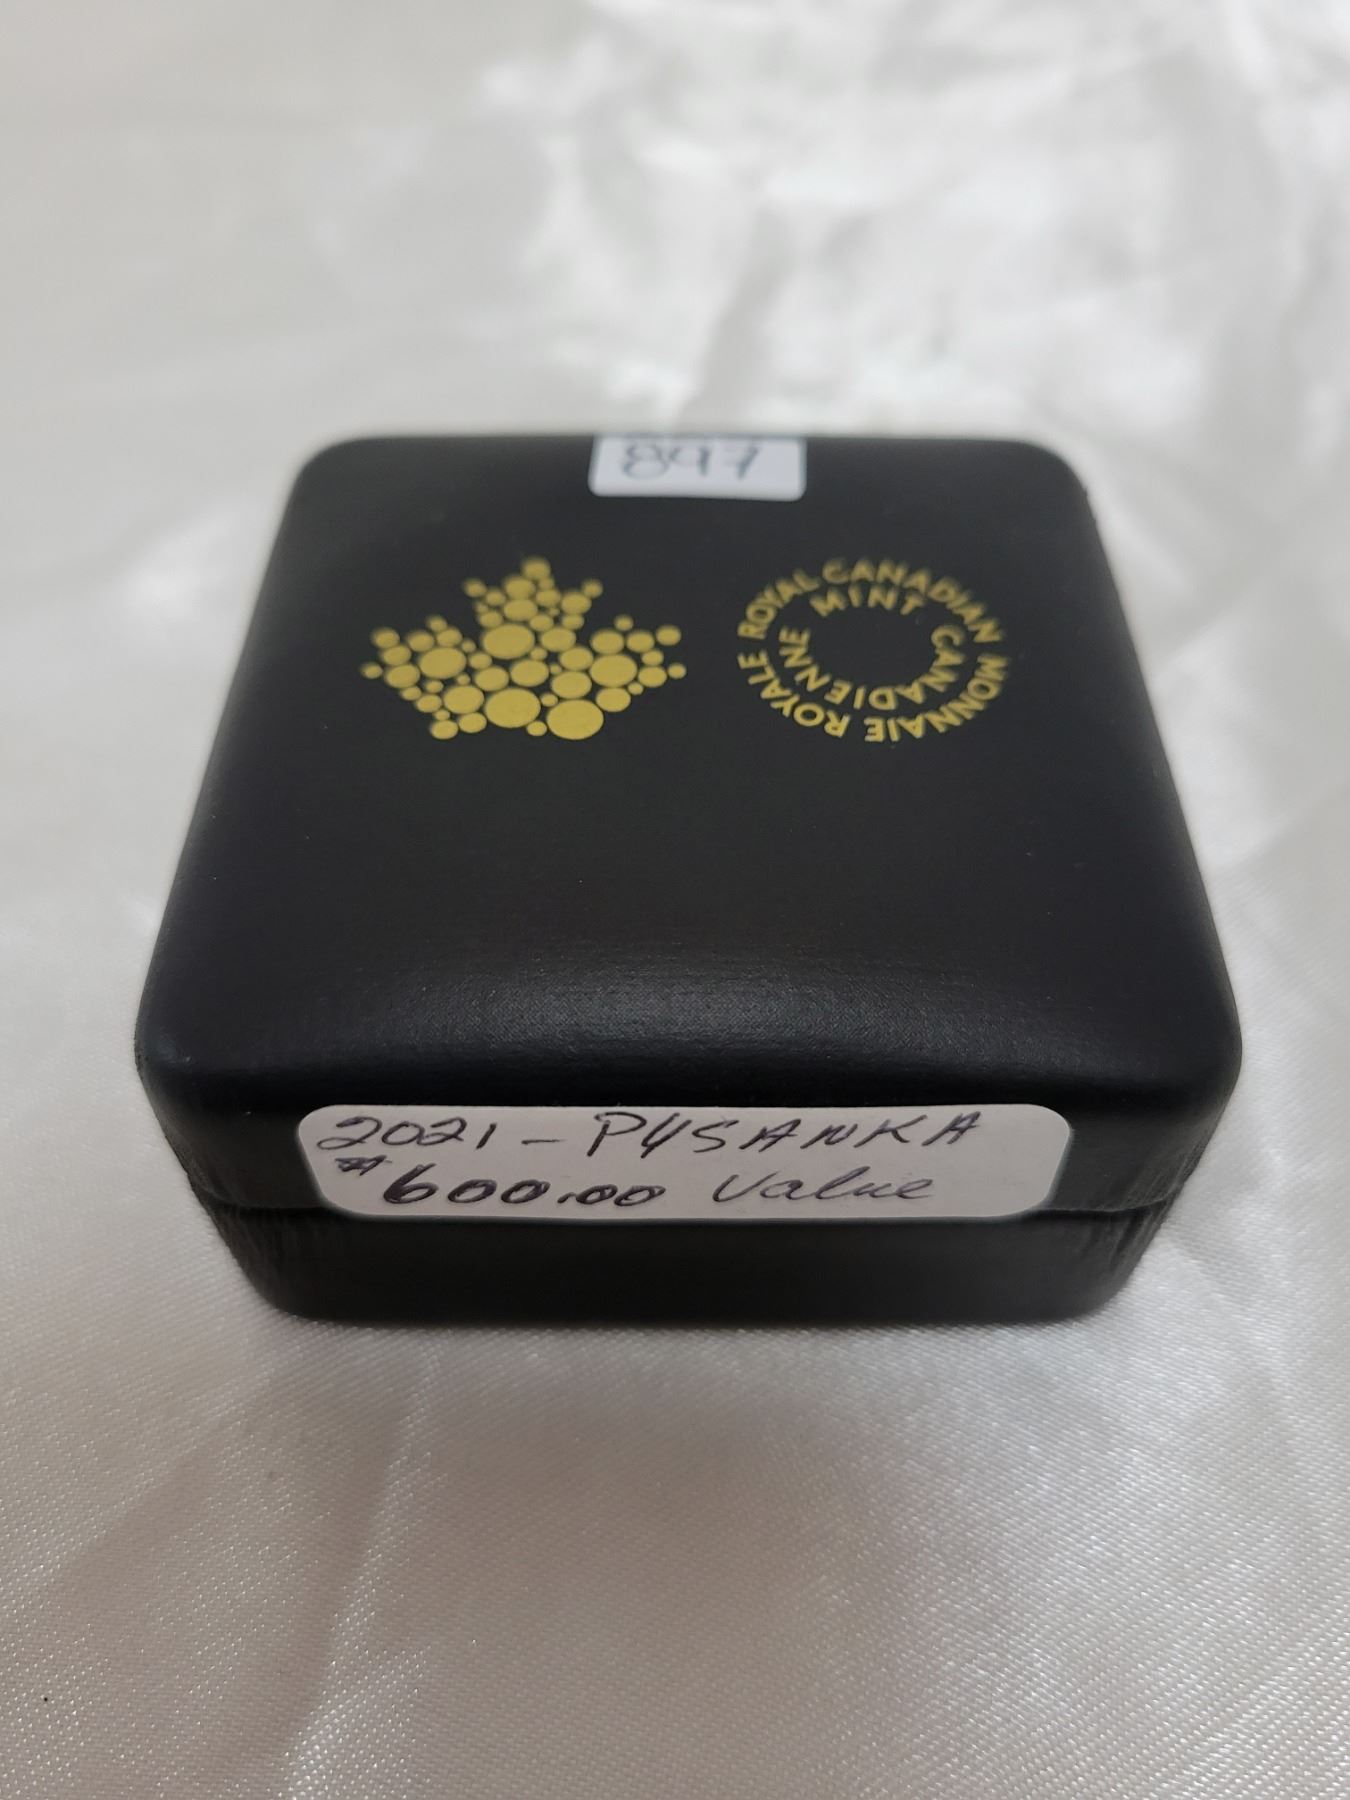 897
ROYAL CANADIAN MINT
MONNAIE ROYALE CANADIENNE
2021 - PYSANKA
$600.00 Value